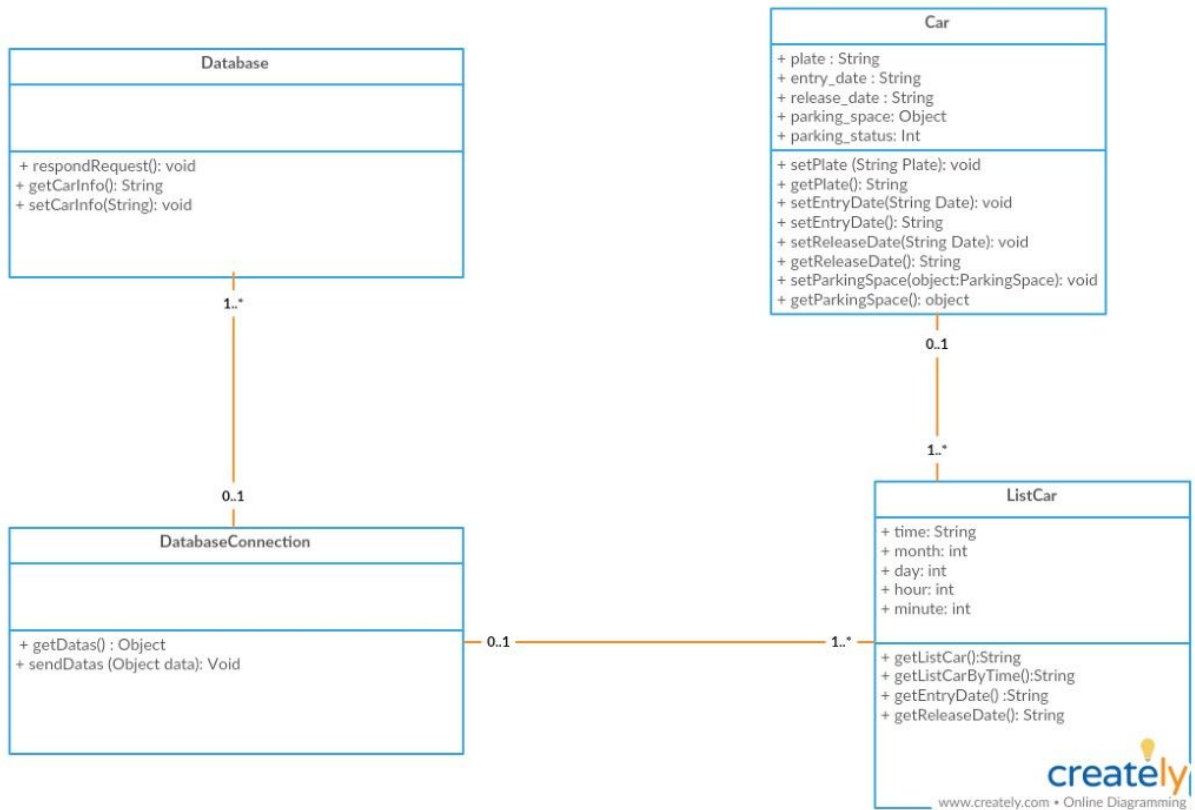 Database
+ respondRequest(): void
+ getCarInfo(): String
+ setCarInfo(String): void
1..*
0..1
DatabaseConnection
+ getDatas() : Object
+ sendDatas (Object data): Void
0..1
1..*
Car
+ plate : String
+ entry_date : String
+ release_date : String
+ parking_space: Object
+ parking_status: Int
+ setPlate (String Plate): void
+ getPlate(): String
+ setEntryDate(String Date): void
+ setEntryDate(): String
+ setReleaseDate(String Date): void
+ getReleaseDate(): String
+ setParkingSpace(object:ParkingSpace): void
+ getParkingSpace(): object
0..1
1..*
ListCar
+ time: String
+ month: int
+ day: int
+ hour: int
+ minute: int
+ getListCar():String
+ getListCarByTime():String
+ getEntryDate() :String
+ getReleaseDate(): String
creately
www.creately.com • Online Diagramming